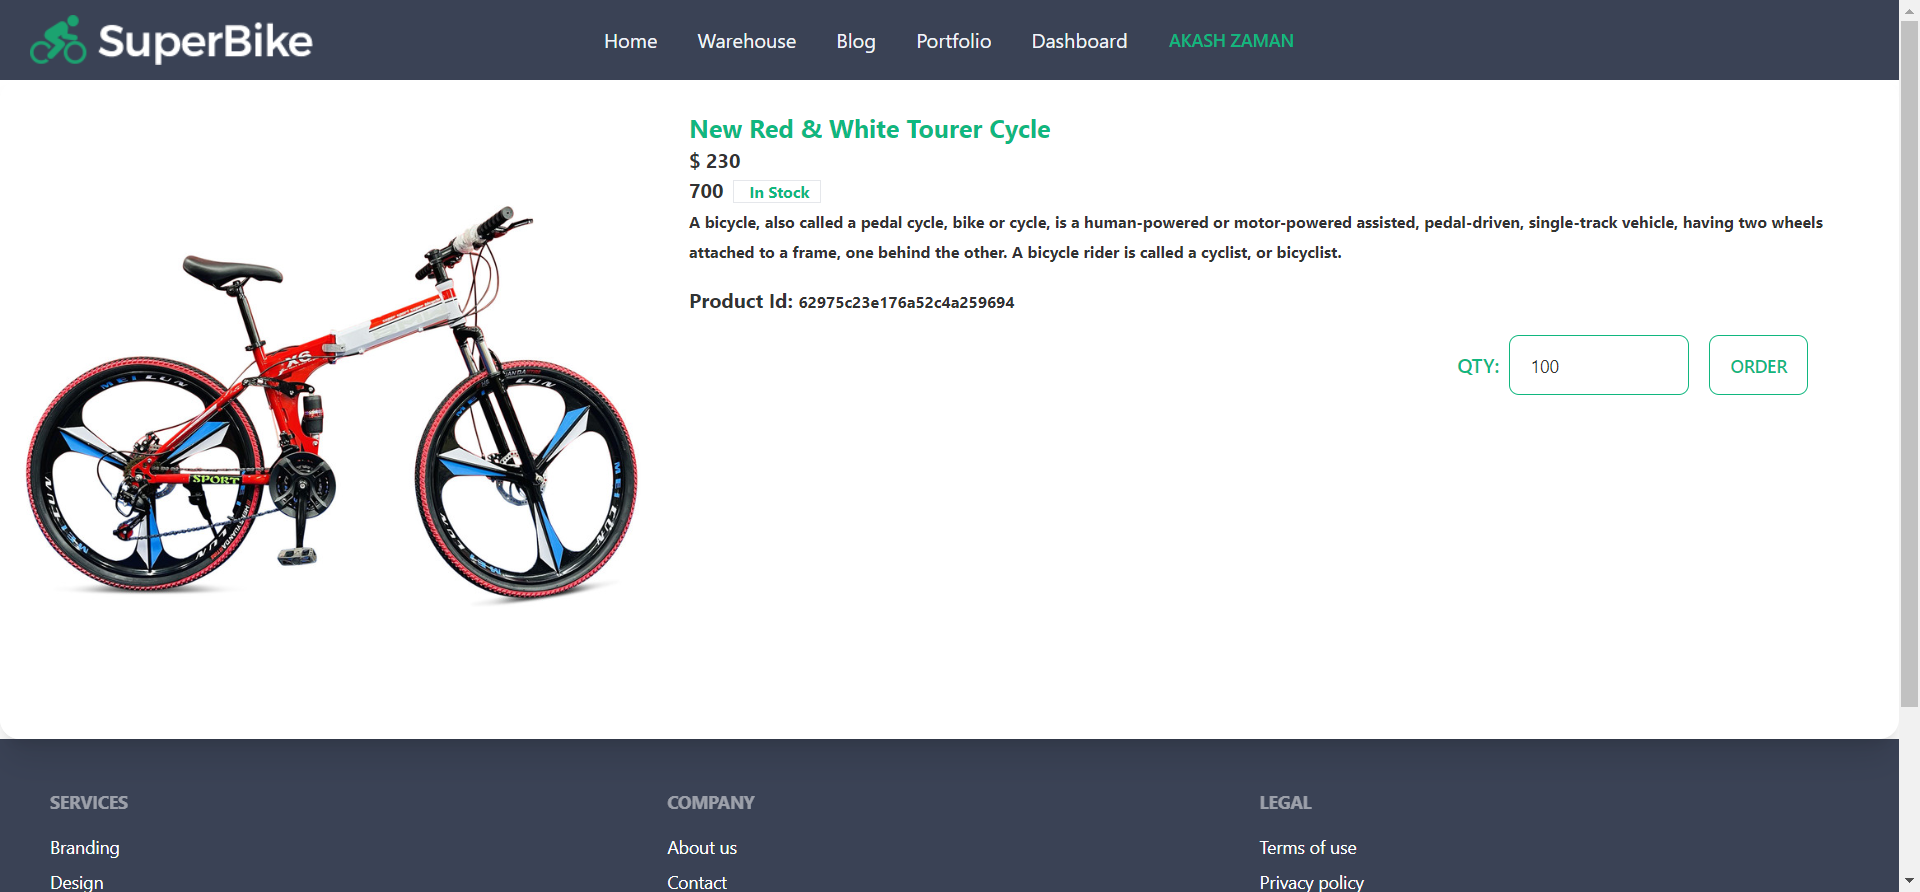 SuperBike
Home Warehouse Blog Portfolio Dashboard AKASH ZAMAN
New Red & White Tourer Cycle
$ 230
700 In Stock
A bicycle, also called a pedal cycle, bike or cycle, is a human-powered or motor-powered assisted, pedal-driven, single-track vehicle, having two wheels
attached to a frame, one behind the other. A bicycle rider is called a cyclist, or bicyclist.
Product Id: 62975c23e176a52c4a259694
QTY: 100 ORDER
SPORT
SERVICES COMPANY LEGAL
Branding About us Terms of use
Design Contact Privacy policy